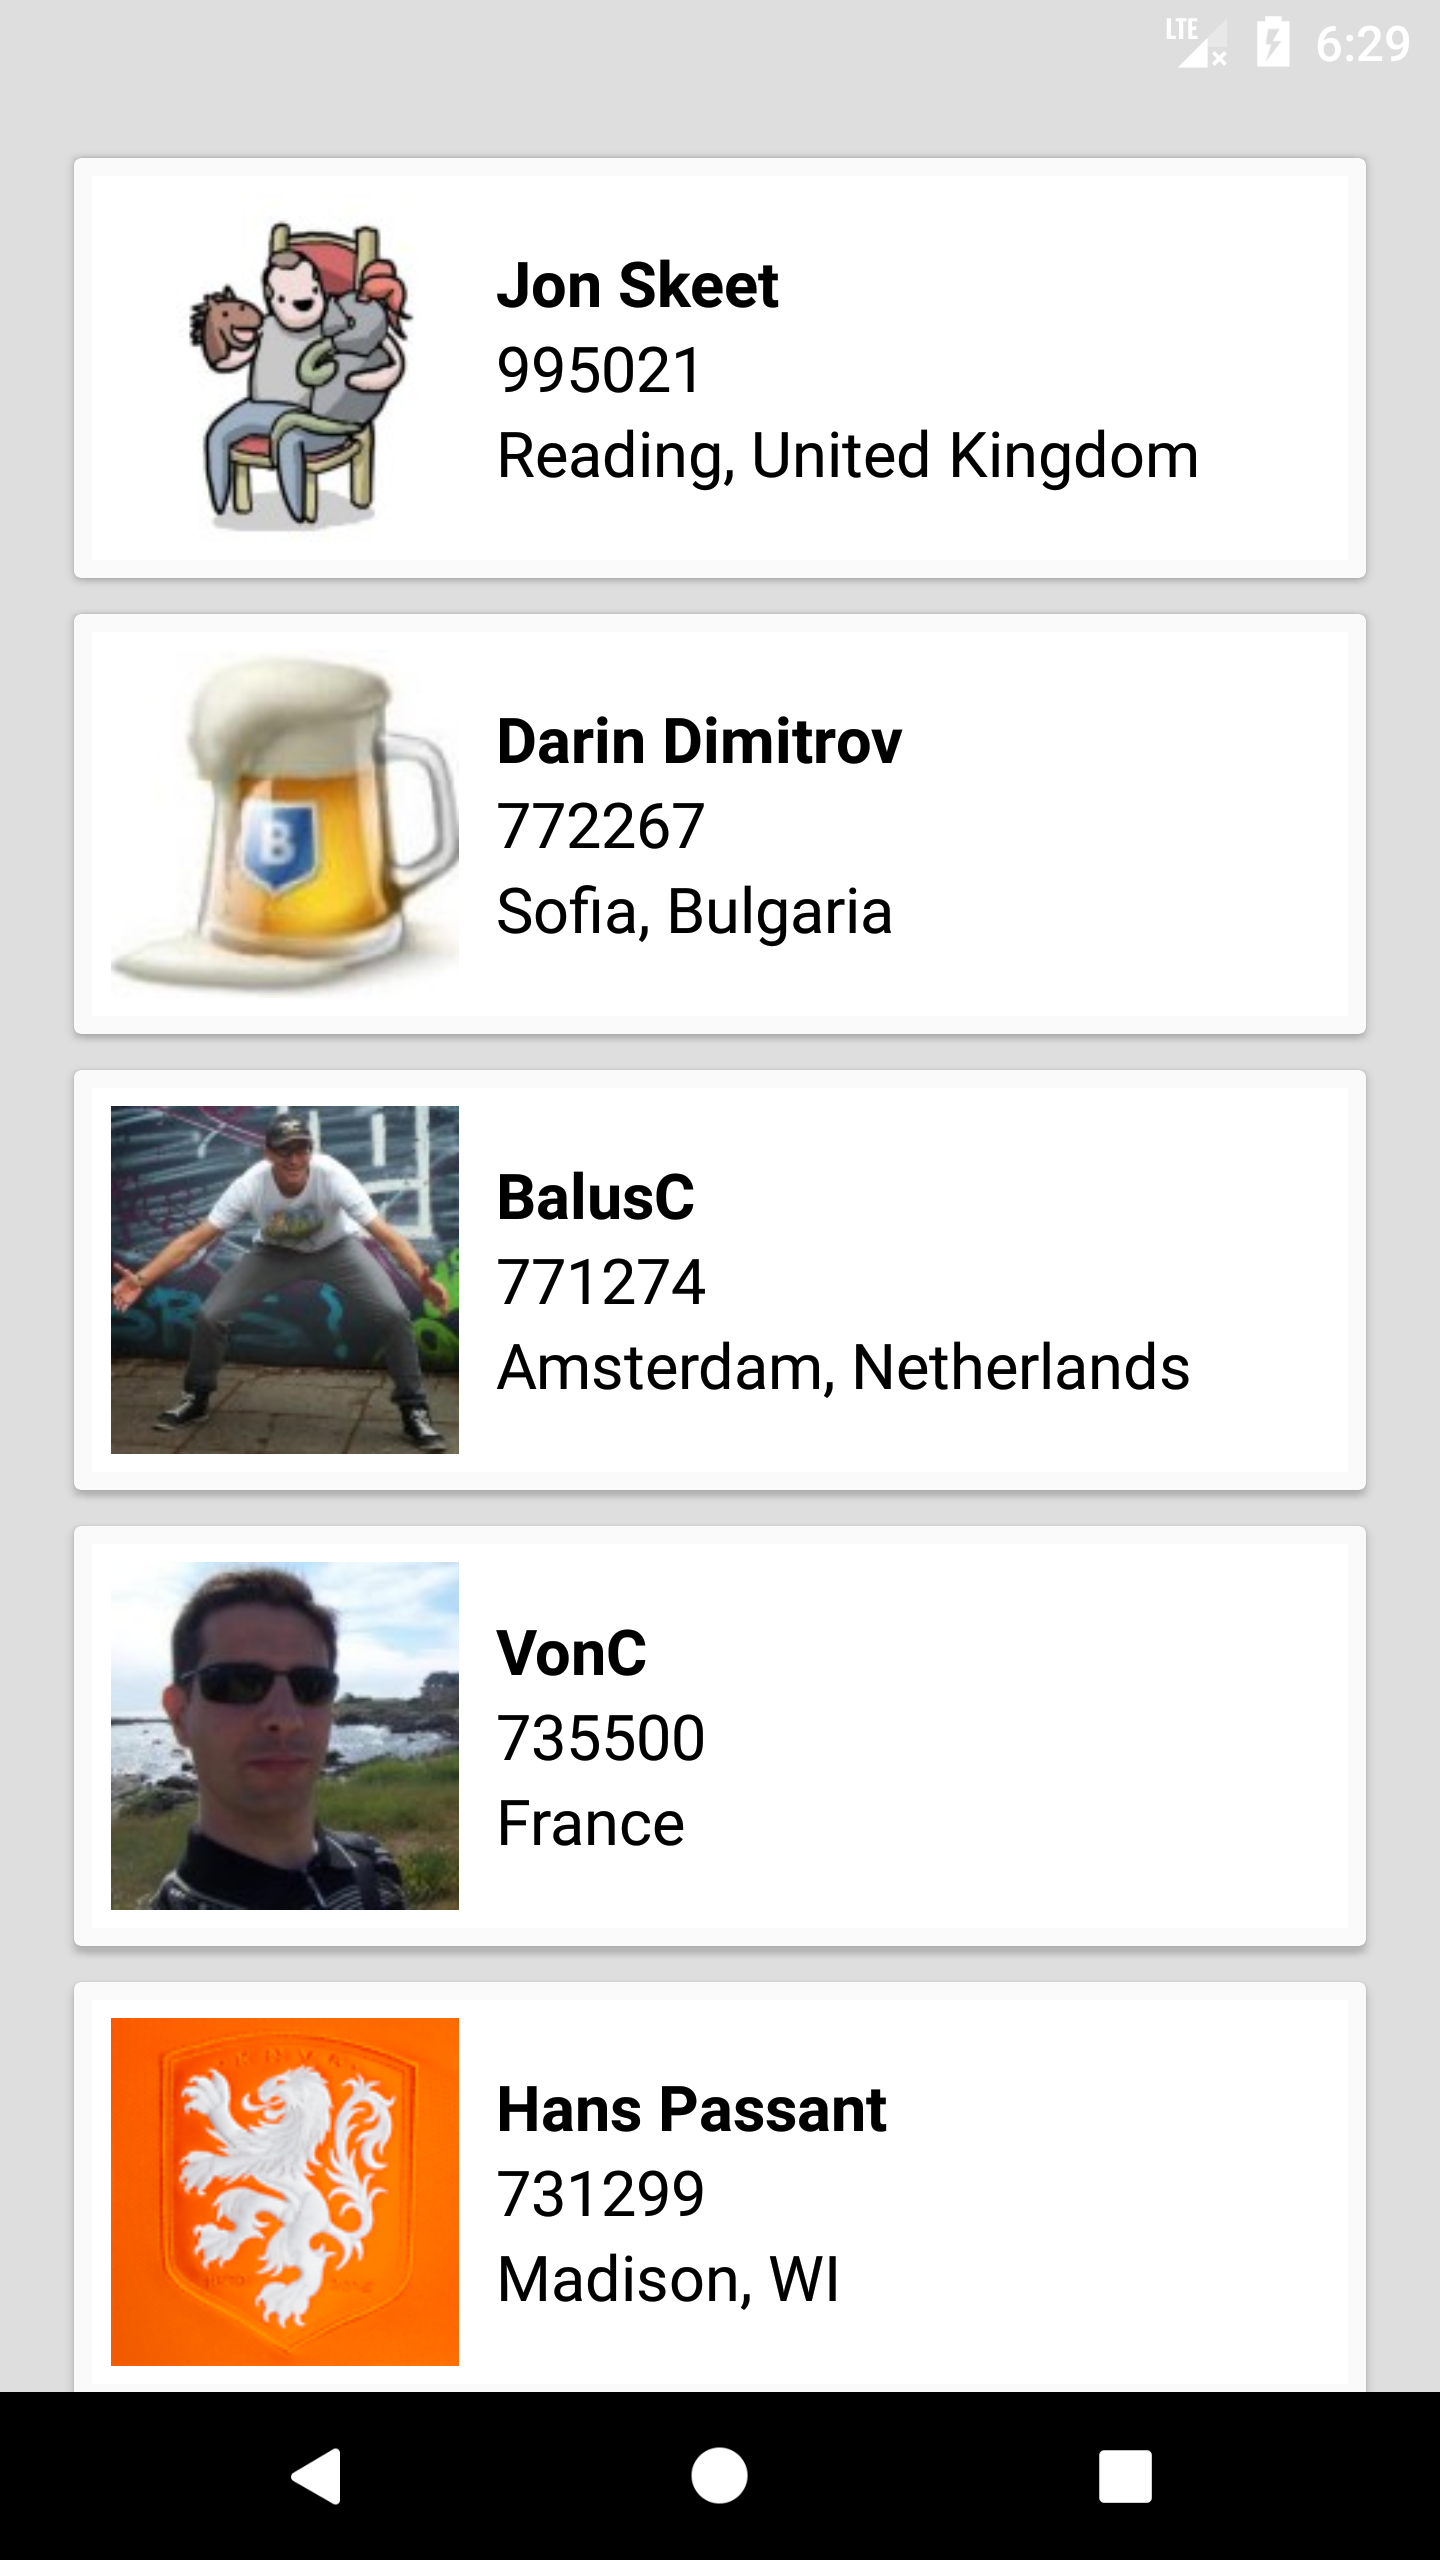 LTE 6:29
Jon Skeet
995021
Reading, United Kingdom
B
Darin Dimitrov
772267
Sofia, Bulgaria
BalusC
771274
Amsterdam, Netherlands
VonC
735500
France
Hans Passant
731299
Madison, WI